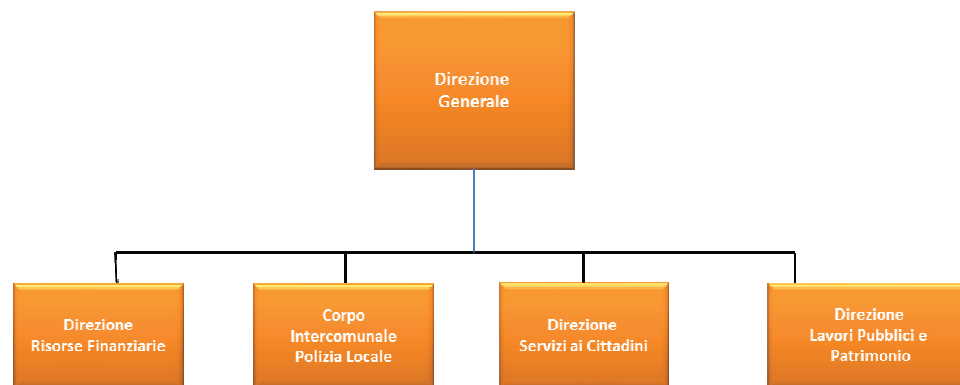 Direzione
Generale
Direzione
Risorse Finanziarie
Corpo
Intercomunale
Polizia Locale
Direzione
Servizi ai Cittadini
Direzione
Lavori Pubblici e
Patrimonio